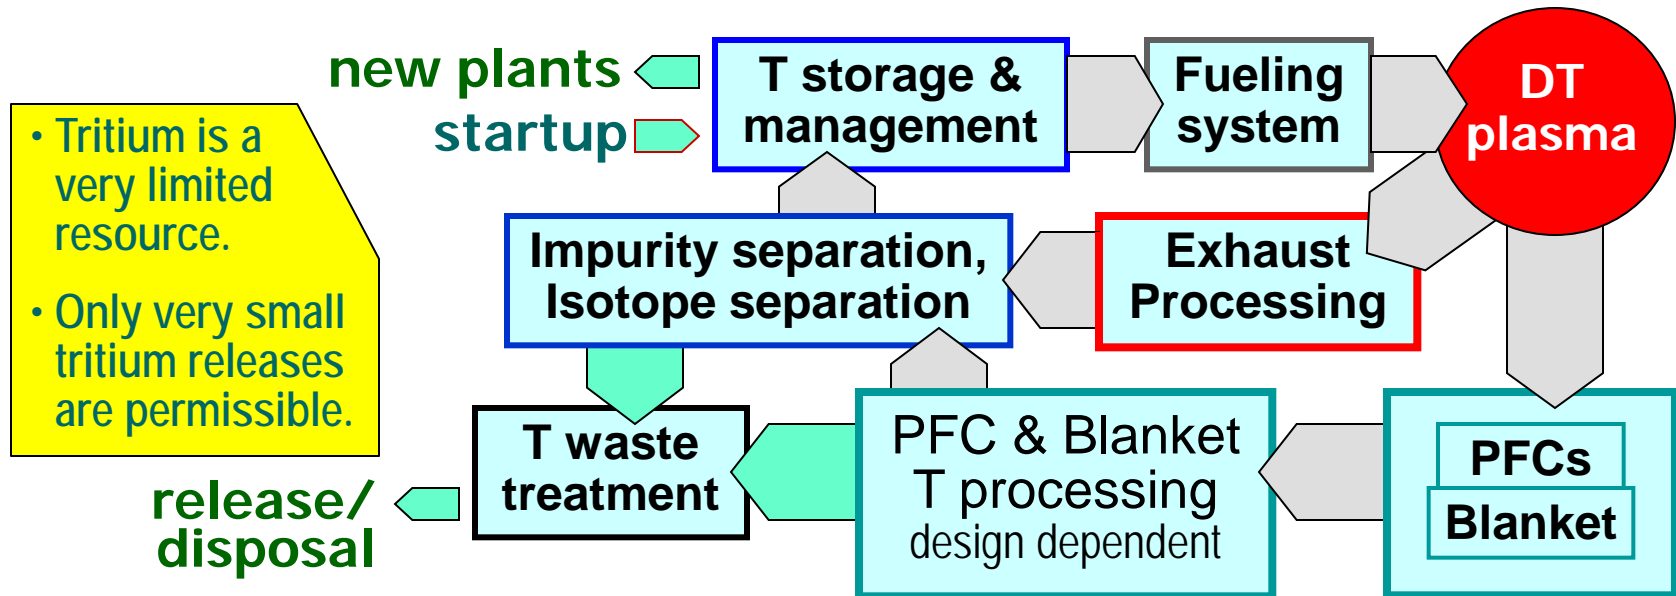 new plants
startup
T storage &
management
Fueling
system
DT
plasma
• Tritium is a
very limited
resource.
• Only very small
tritium releases
are permissible.
Impurity separation,
Isotope separation
Exhaust
Processing
T waste
treatment
PFC & Blanket
T processing
design dependent
PFCs
Blanket
release/
disposal